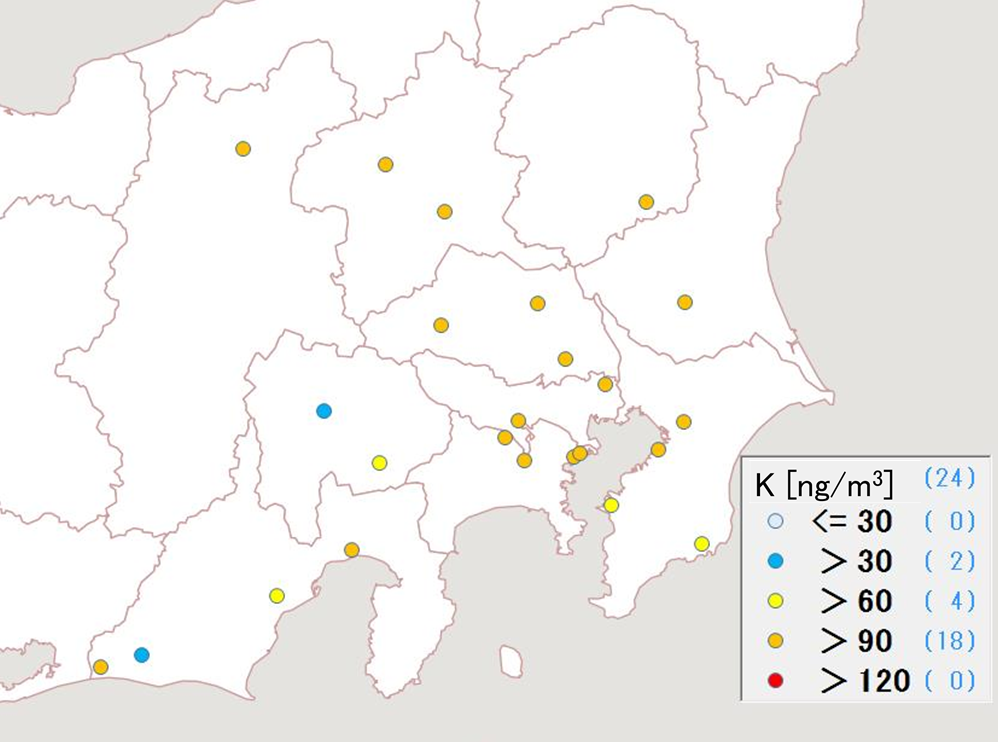 K [ng/m³] (24)
<= 30 ( 0)
> 30 ( 2)
> 60 ( 4)
> 90 (18)
> 120 ( 0)